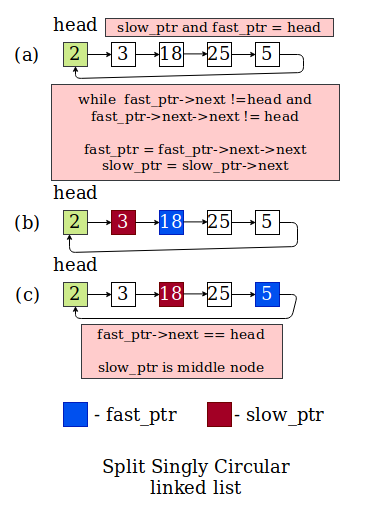 head
slow_ptr and fast_ptr = head
(a) 2 3 18 25 5
while fast_ptr->next !=head and
fast_ptr->next->next != head
fast_ptr = fast_ptr->next->next
slow_ptr = slow_ptr->next
head
(b) 2 3 18 25 5
head
(c) 2 3 18 25 5
fast_ptr->next == head
slow_ptr is middle node
- fast_ptr - slow_ptr
Split Singly Circular
linked list